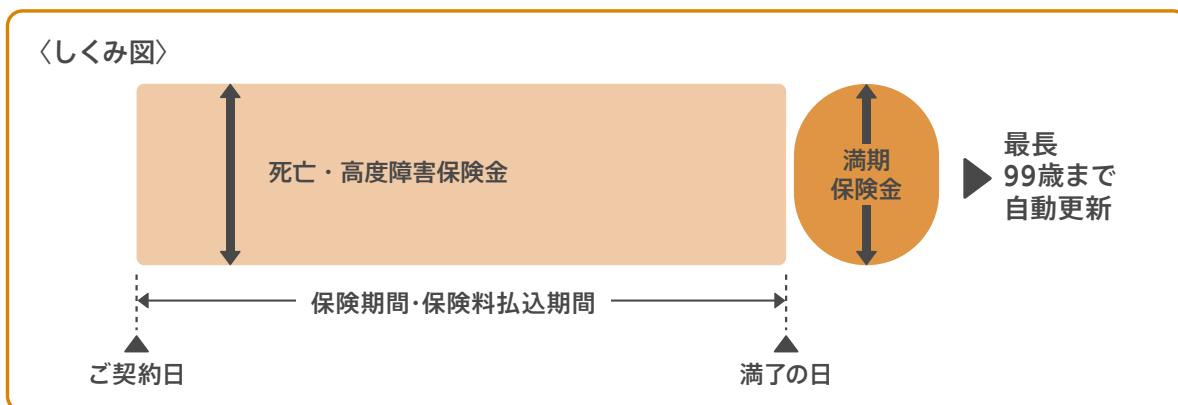 〈しくみ図〉
死亡・高度障害保険金
満期
保険金
最長
99歳まで
自動更新
保険期間･保険料払込期間
ご契約日
満了の日